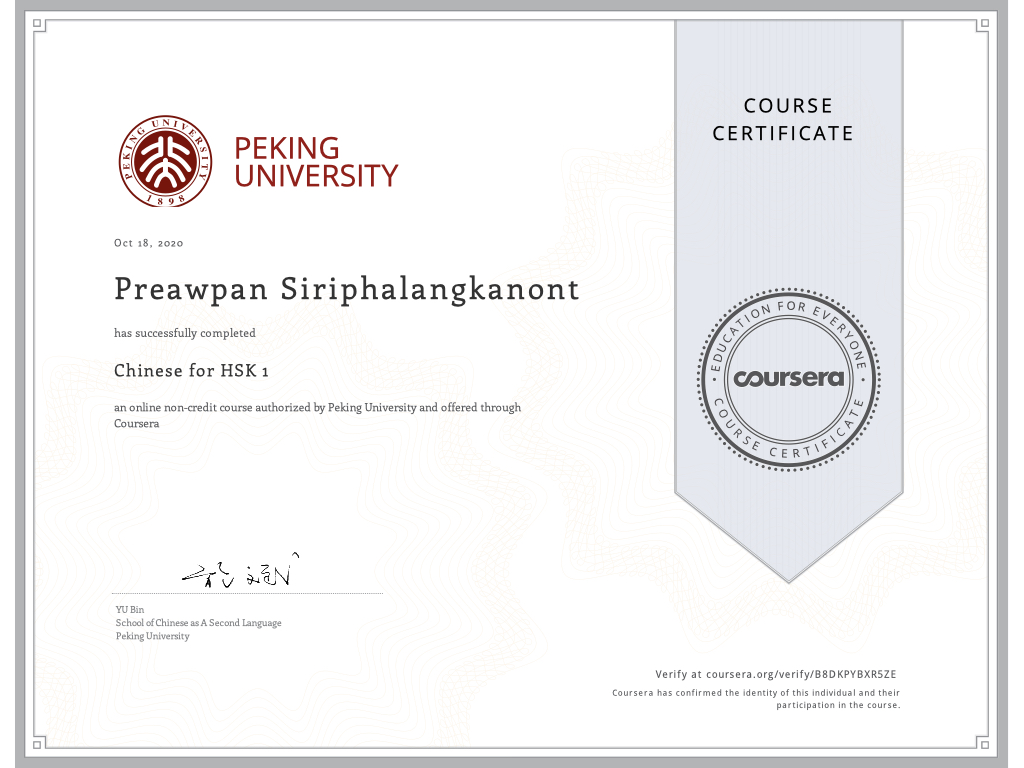 PEKING UNIVERSITY
1898
PEKING
UNIVERSITY
Oct 18, 2020
Preawpan Siriphalangkanont
has successfully completed
Chinese for HSK 1
an online non-credit course authorized by Peking University and offered through
Coursera
YU Bin
School of Chinese as A Second Language
Peking University
COURSE
CERTIFICATE
EDUCATION FOR EVERYONE
coursera
COURSE CERTIFICATE
Verify at coursera.org/verify/B8DKPYBXR5ZE
Coursera has confirmed the identity of this individual and their
participation in the course.